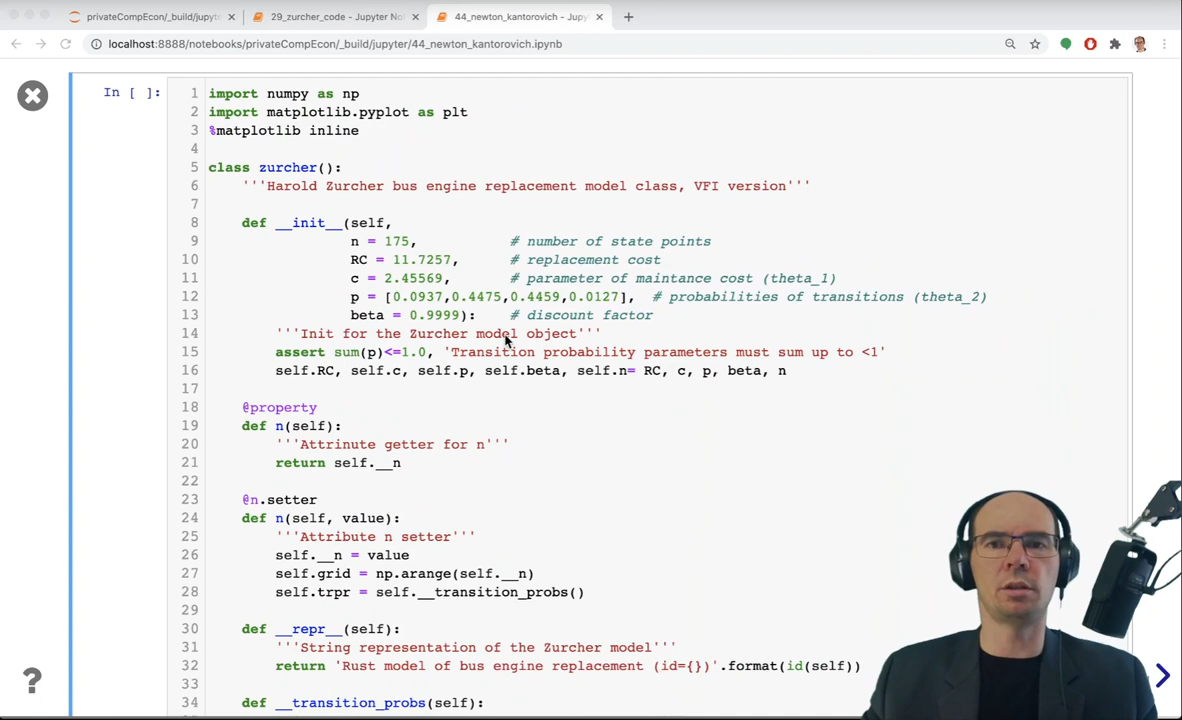 privateCompEcon/_build/jupyte
29_zurcher_code - Jupyter No
44_newton_kantorovich - Jupy
localhost:8888/notebooks/privateCompEcon/_build/jupyter/44_newton_kantorovich.ipynb
In [ ]:
1 import numpy as np
2 import matplotlib.pyplot as plt
3 %matplotlib inline
4
5 class zurcher():
6 '''Harold Zurcher bus engine replacement model class, VFI version'''
7
8 def __init__(self,
9 n = 175, # number of state points
10 RC = 11.7257, # replacement cost
11 c = 2.45569, # parameter of maintance cost (theta_1)
12 p = [0.0937,0.4475,0.4459,0.0127], # probabilities of transitions (theta_2)
13 beta = 0.9999): # discount factor
14 '''Init for the Zurcher model object'''
15 assert sum(p)<=1.0, 'Transition probability parameters must sum up to <1'
16 self.RC, self.c, self.p, self.beta, self.n= RC, c, p, beta, n
17
18 @property
19 def n(self):
20 '''Attrinute getter for n'''
21 return self.__n
22
23 @n.setter
24 def n(self, value):
25 '''Attribute n setter'''
26 self.__n = value
27 self.grid = np.arange(self.__n)
28 self.trpr = self.__transition_probs()
29
30 def __repr__(self):
31 '''String representation of the Zurcher model'''
32 return 'Rust model of bus engine replacement (id={})'.format(id(self))
33
34 def __transition_probs(self):
?